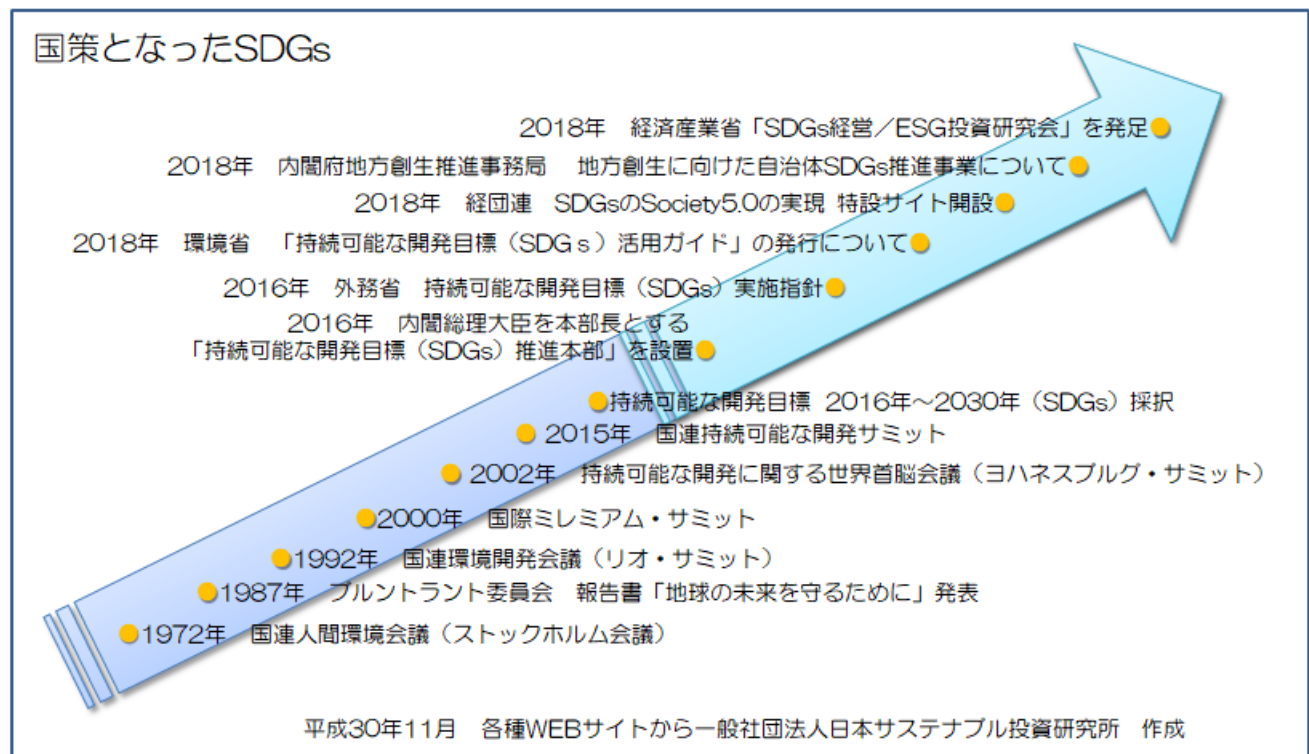 国策となったSDGs
2018年 経済産業省「SDGs経営／ESG投資研究会」を発足
2018年 内閣府地方創生推進事務局 地方創生に向けた自治体SDGs推進事業について
2018年 経団連 SDGsのSociety5.0の実現 特設サイト開設
2018年 環境省 「持続可能な開発目標（SDGｓ）活用ガイド」の発行について
2016年 外務省 持続可能な開発目標（SDGs）実施指針
2016年 内閣総理大臣を本部長とする
「持続可能な開発目標（SDGs）推進本部」を設置
持続可能な開発目標 2016年～2030年（SDGs）採択
2015年 国連持続可能な開発サミット
2002年 持続可能な開発に関する世界首脳会議（ヨハネスブルグ・サミット）
2000年 国際ミレミアム・サミット
1992年 国連環境開発会議（リオ・サミット）
1987年 ブルントラント委員会 報告書「地球の未来を守るために」発表
1972年 国連人間環境会議（ストックホルム会議）
平成30年11月 各種WEBサイトから一般社団法人日本サステナブル投資研究所 作成